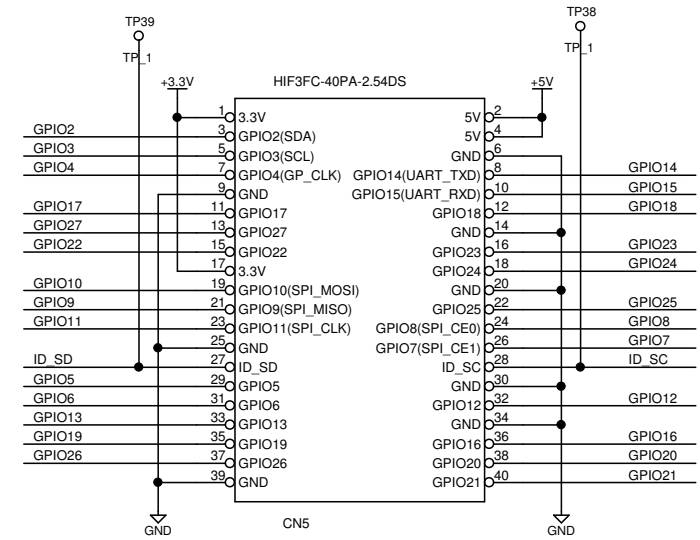 TP39
TP_1
TP38
TP_1
+3.3V
HIF3FC-40PA-2.54DS
+5V
1 3.3V 5V 2
GPIO2 3 GPIO2(SDA) 5V 4
GPIO3 5 GPIO3(SCL) GND 6
GPIO4 7 GPIO4(GP_CLK) GPIO14(UART_TXD) 8 GPIO14
9 GND GPIO15(UART_RXD) 10 GPIO15
GPIO17 11 GPIO17 GPIO18 12 GPIO18
GPIO27 13 GPIO27 GND 14
GPIO22 15 GPIO22 GPIO23 16 GPIO23
17 3.3V GPIO24 18 GPIO24
GPIO10 19 GPIO10(SPI_MOSI) GND 20
GPIO9 21 GPIO9(SPI_MISO) GPIO25 22 GPIO25
GPIO11 23 GPIO11(SPI_CLK) GPIO8(SPI_CE0) 24 GPIO8
25 GND GPIO7(SPI_CE1) 26 GPIO7
ID_SD 27 ID_SD ID_SC 28 ID_SC
GPIO5 29 GPIO5 GND 30
GPIO6 31 GPIO6 GPIO12 32 GPIO12
GPIO13 33 GPIO13 GND 34
GPIO19 35 GPIO19 GPIO16 36 GPIO16
GPIO26 37 GPIO26 GPIO20 38 GPIO20
39 GND GPIO21 40 GPIO21
GND
CN5
GND